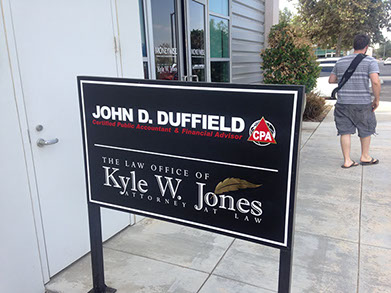 JOHN D. DUFFIELD
Certified Public Accountant & Financial Advisor
CPA
THE LAW OFFICE OF
Kyle W. Jones
ATTORNEY AT LAW